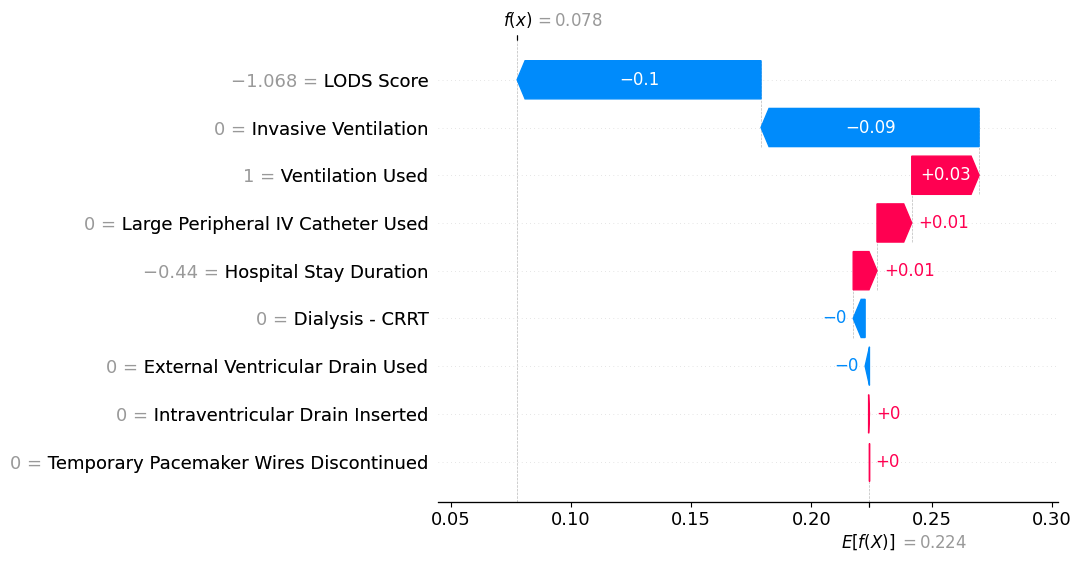 f(x) = 0.078
−1.068 = LODS Score
−0.1
0 = Invasive Ventilation
−0.09
1 = Ventilation Used
+0.03
0 = Large Peripheral IV Catheter Used
+0.01
−0.44 = Hospital Stay Duration
+0.01
0 = Dialysis - CRRT
−0
0 = External Ventricular Drain Used
−0
0 = Intraventricular Drain Inserted
+0
0 = Temporary Pacemaker Wires Discontinued
+0
0.05 0.10 0.15 0.20 0.25 0.30
E[f(X)] = 0.224